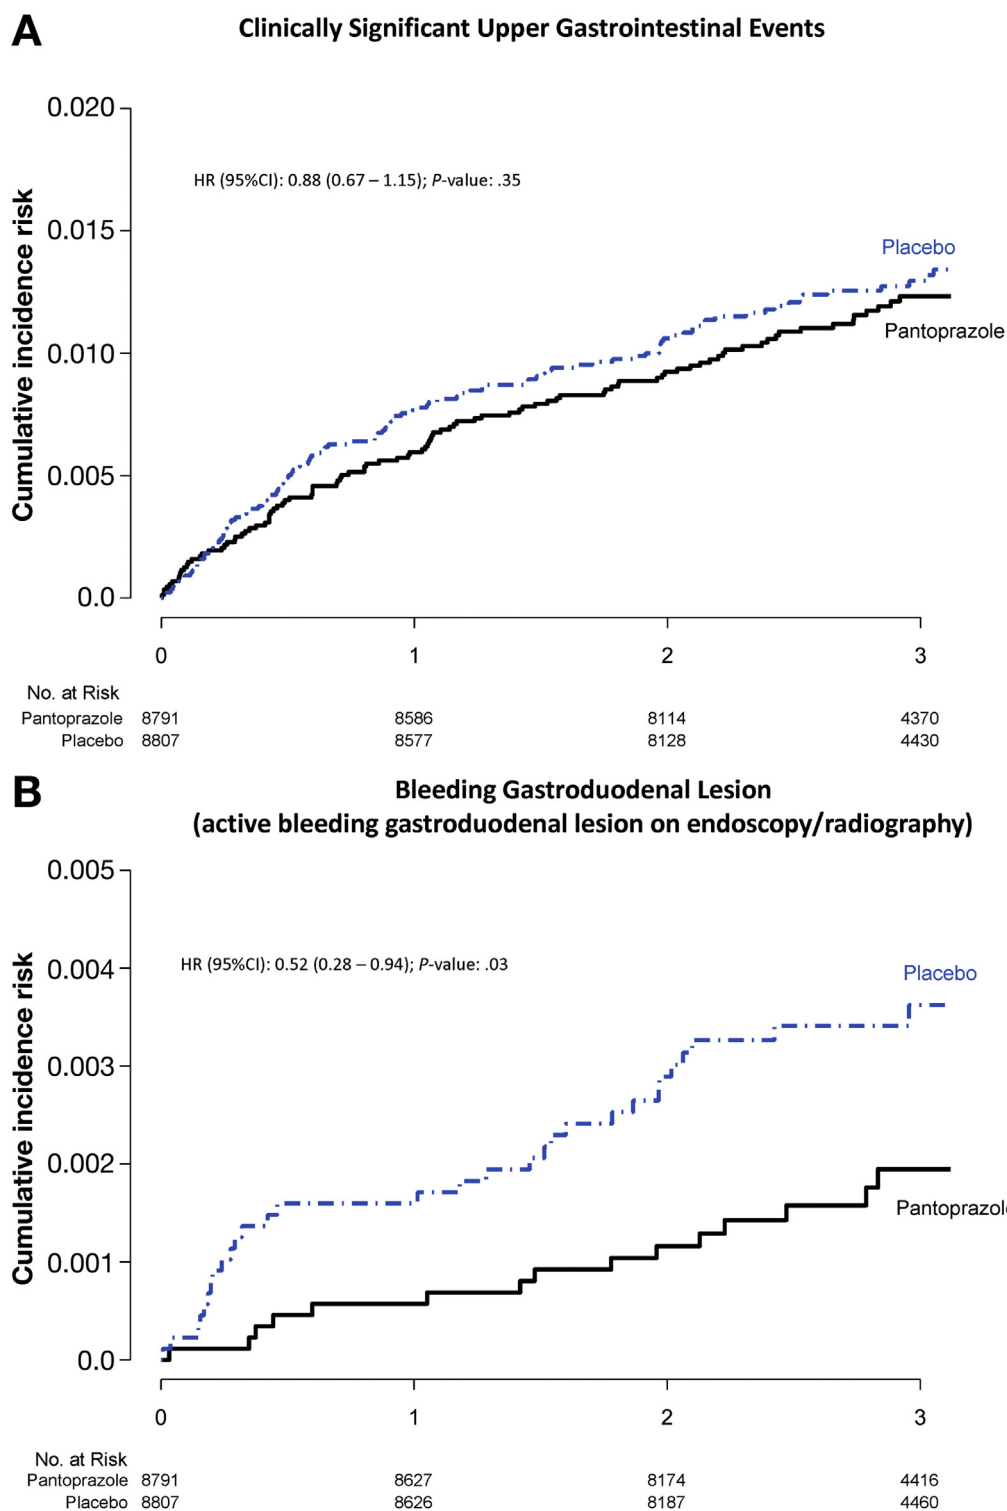 A
Clinically Significant Upper Gastrointestinal Events
0.020
HR (95%CI): 0.88 (0.67 – 1.15); P-value: .35
0.015
Placebo
0.010
Pantoprazole
Cumulative incidence risk
0.005
0.0
0 1 2 3
No. at Risk
Pantoprazole 8791 8586 8114 4370
Placebo 8807 8577 8128 4430
B
Bleeding Gastroduodenal Lesion
(active bleeding gastroduodenal lesion on endoscopy/radiography)
0.005
HR (95%CI): 0.52 (0.28 – 0.94); P-value: .03
0.004
Placebo
0.003
Cumulative incidence risk
0.002
Pantoprazol
0.001
0.0
0 1 2 3
No. at Risk
Pantoprazole 8791 8627 8174 4416
Placebo 8807 8626 8187 4460